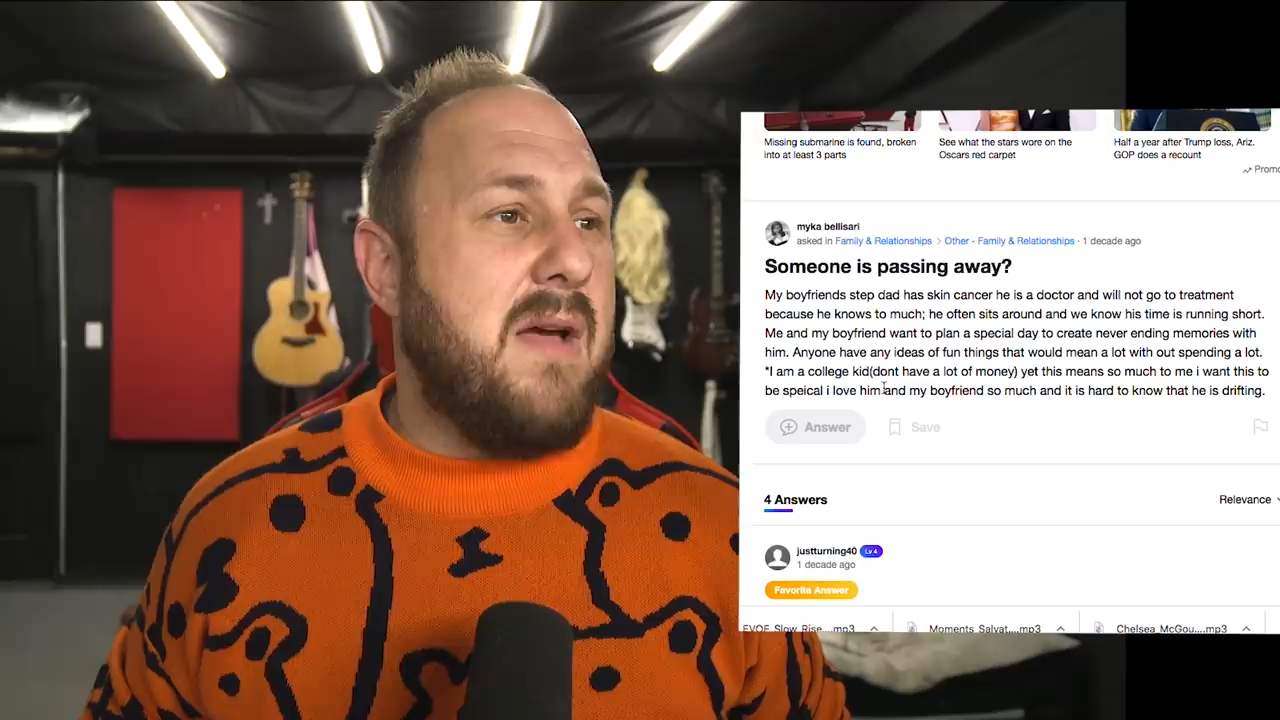 Missing submarine is found, broken
into at least 3 parts
See what the stars wore on the
Oscars red carpet
Half a year after Trump loss, Ariz.
GOP does a recount
Promo
myka bellisari
asked in Family & Relationships > Other - Family & Relationships · 1 decade ago
Someone is passing away?
My boyfriends step dad has skin cancer he is a doctor and will not go to treatment
because he knows to much; he often sits around and we know his time is running short.
Me and my boyfriend want to plan a special day to create never ending memories with
him. Anyone have any ideas of fun things that would mean a lot with out spending a lot.
*I am a college kid(dont have a lot of money) yet this means so much to me i want this to
be speical i love him and my boyfriend so much and it is hard to know that he is drifting.
Answer
Save
4 Answers
Relevance
justturning40 Lv 4
1 decade ago
Favorite Answer
EVOE_Slow_Rise_...mp3
Moments_Salvat....mp3
Chelsea_McGou....mp3